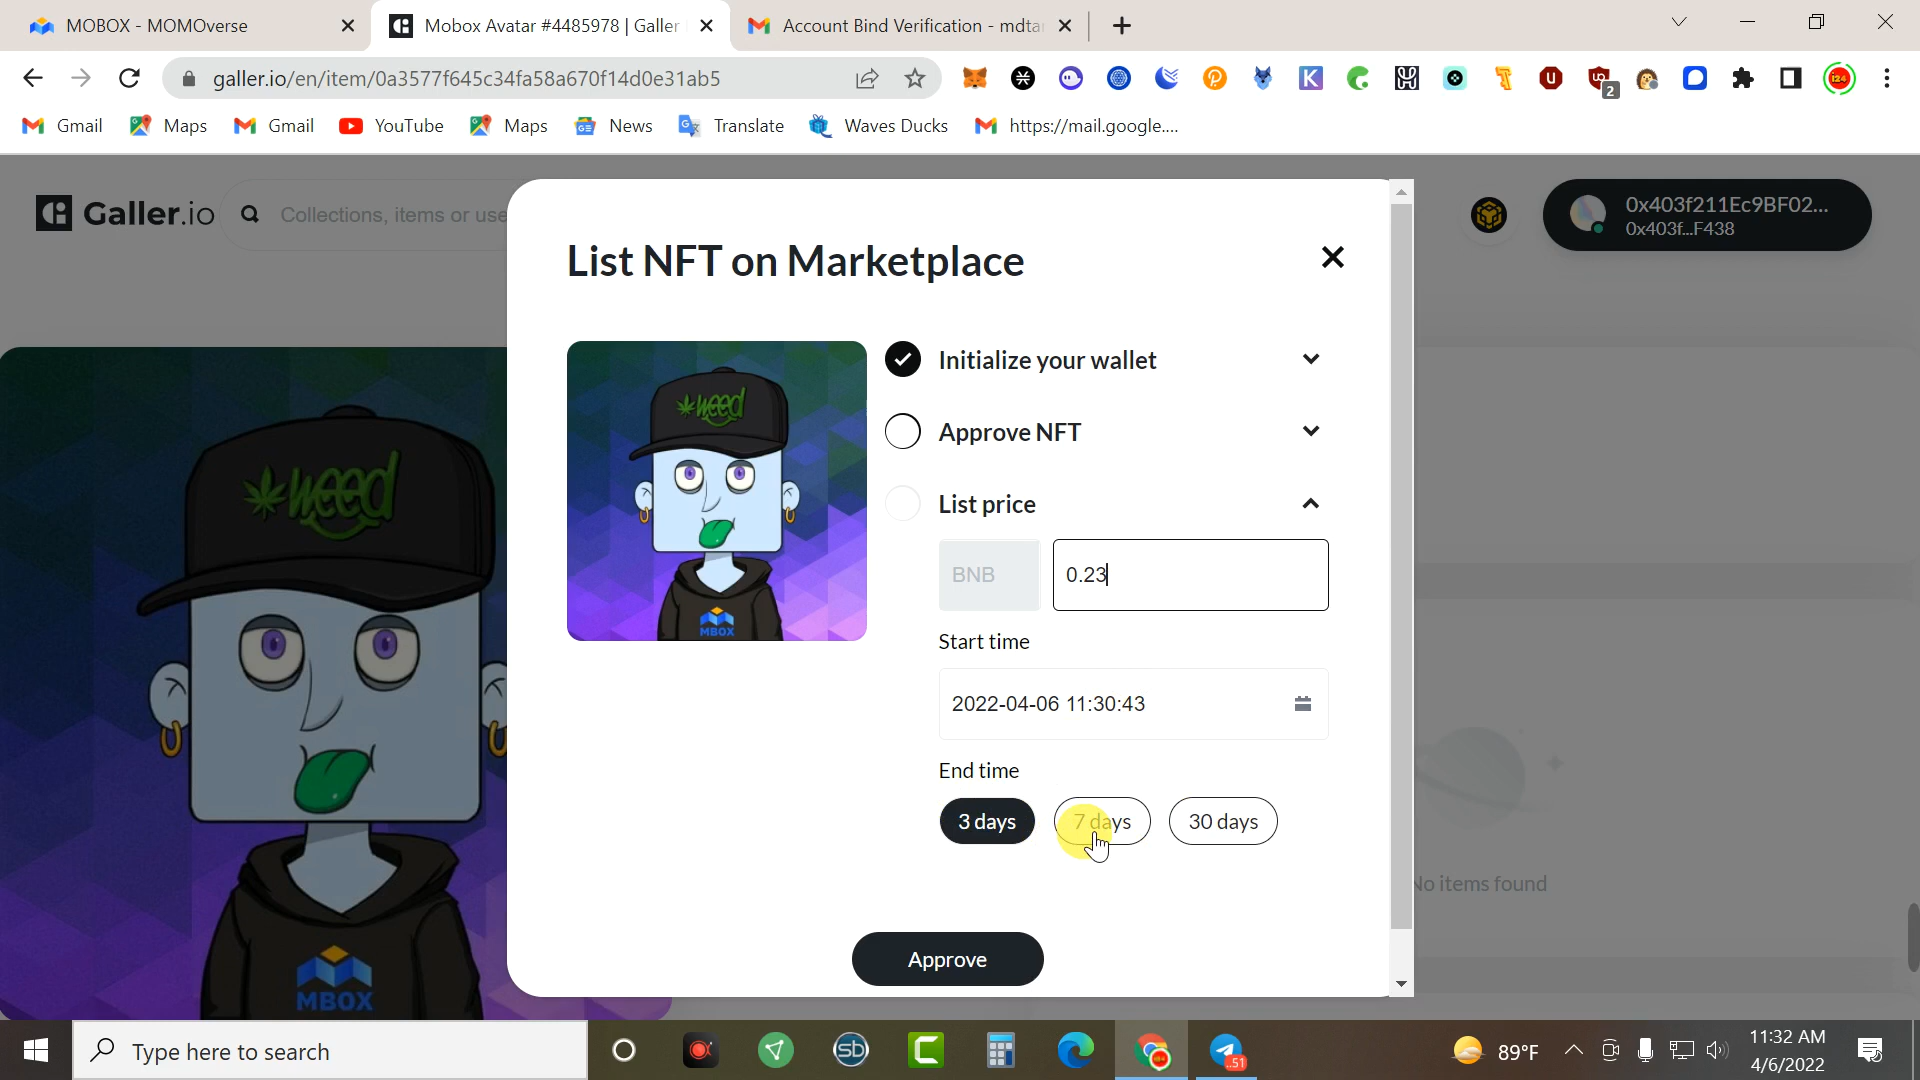 MOBOX - MOMOverse
Mobox Avatar #4485978 | Galler
Account Bind Verification - mdta
galler.io/en/item/0a3577f645c34fa58a670f14d0e31ab5
2
Gmail
Maps
Gmail
YouTube
Maps
News
Translate
Waves Ducks
https://mail.google....
Galler.io
Collections, items or use
0x403f211Ec9BF02...
0x403f...F438
List NFT on Marketplace
Initialize your wallet
Approve NFT
List price
BNB
0.23
Start time
2022-04-06 11:30:43
End time
3 days
7 days
30 days
Approve
weed
MBOX
weed
MBOX
No items found
Type here to search
51
89°F
11:32 AM
4/6/2022